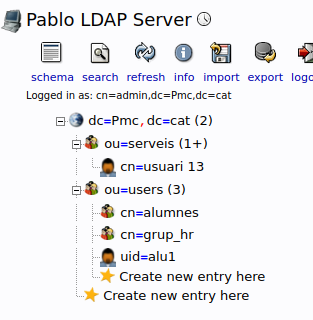 Pablo LDAP Server
schema search refresh info import export logo
Logged in as: cn=admin,dc=Pmc,dc=cat
dc=Pmc,dc=cat (2)
ou=serveis (1+)
cn=usuari 13
ou=users (3)
cn=alumnes
cn=grup_hr
uid=alu1
Create new entry here
Create new entry here